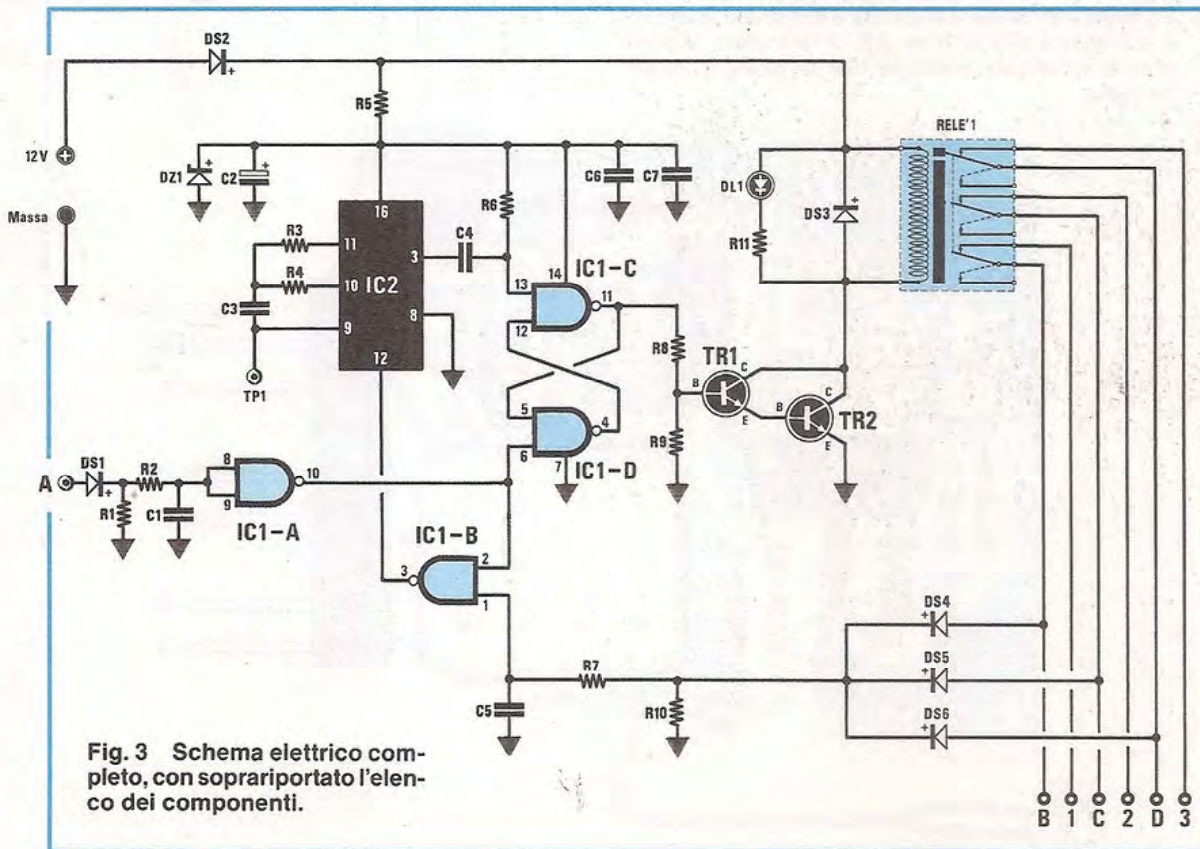 DS2
R5
RELE'1
12V
DZ1
C2
C6
C7
DL1
DS3
Massa
R6
R11
16
R3
11
3
C4
IC1-C
IC2
13
14
11
R4
10
C3
12
9
8
R8
TR1
C
12
B
C
TP1
5
4
E
B
TR2
R9
6
E
7
IC1-D
A
DS1
R2
8
10
R1
C1
9
IC1-A
IC1-B
2
3
1
DS4
R7
DS5
C5
R10
DS6
Fig. 3 Schema elettrico com-
pleto, con soprariportato l'elen-
co dei componenti.
B 1 C 2 D 3